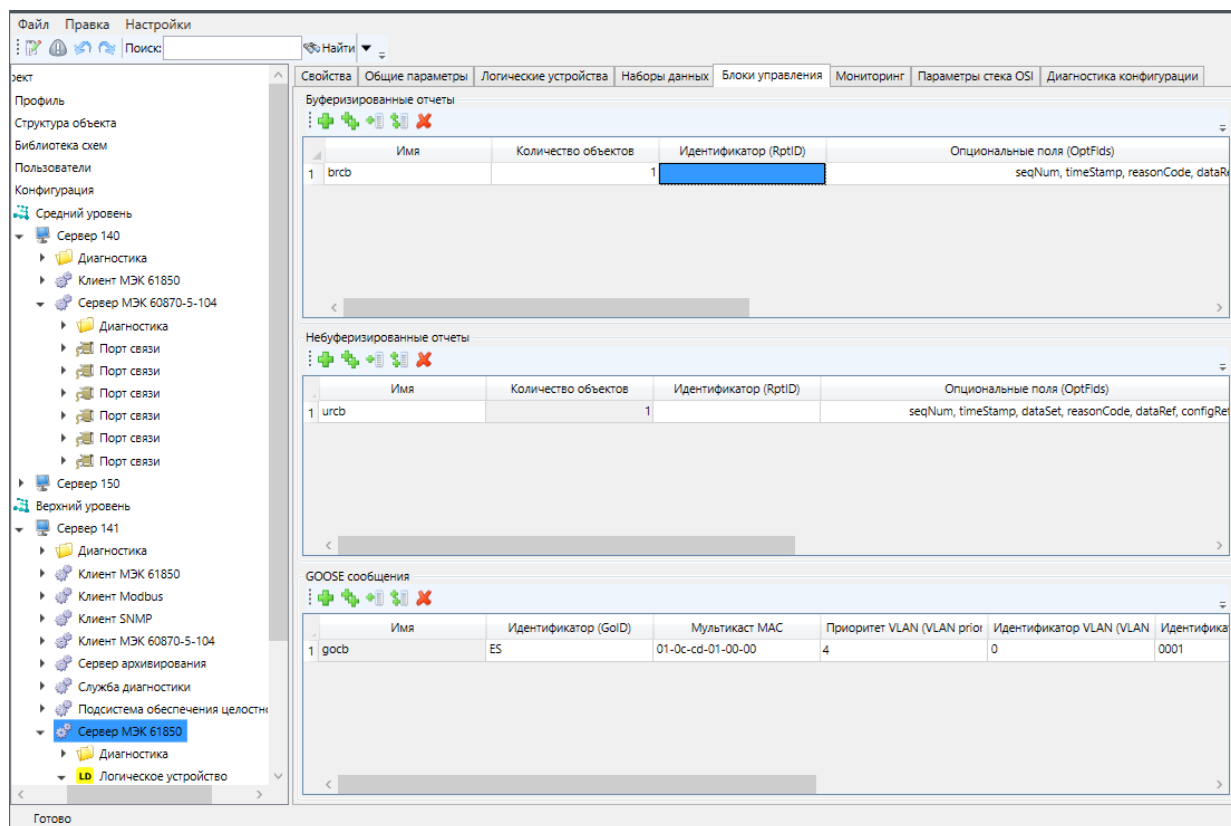 Файл Правка Настройки
Поиск: Найти
ект
Профиль
Структура объекта
Библиотека схем
Пользователи
Конфигурация
Средний уровень
Сервер 140
Диагностика
Клиент МЭК 61850
Сервер МЭК 60870-5-104
Диагностика
Порт связи
Порт связи
Порт связи
Порт связи
Порт связи
Порт связи
Сервер 150
Верхний уровень
Сервер 141
Диагностика
Клиент МЭК 61850
Клиент Modbus
Клиент SNMP
Клиент МЭК 60870-5-104
Сервер архивирования
Служба диагностики
Подсистема обеспечения целостно
Сервер МЭК 61850
Диагностика
LD Логическое устройство
Свойства Общие параметры Логические устройства Наборы данных Блоки управления Мониторинг Параметры стека OSI Диагностика конфигурации
Буферизированные отчеты
Имя Количество объектов Идентификатор (RptID) Опциональные поля (OptFlds)
1 brcb 1 seqNum, timeStamp, reasonCode, dataRe
Небуферизированные отчеты
Имя Количество объектов Идентификатор (RptID) Опциональные поля (OptFlds)
1 urcb 1 seqNum, timeStamp, dataSet, reasonCode, dataRef, configRef
GOOSE сообщения
Имя Идентификатор (GoID) Мультикаст MAC Приоритет VLAN (VLAN prior Идентификатор VLAN (VLAN Идентифика
1 gocb ES 01-0c-cd-01-00-00 4 0 0001
Готово